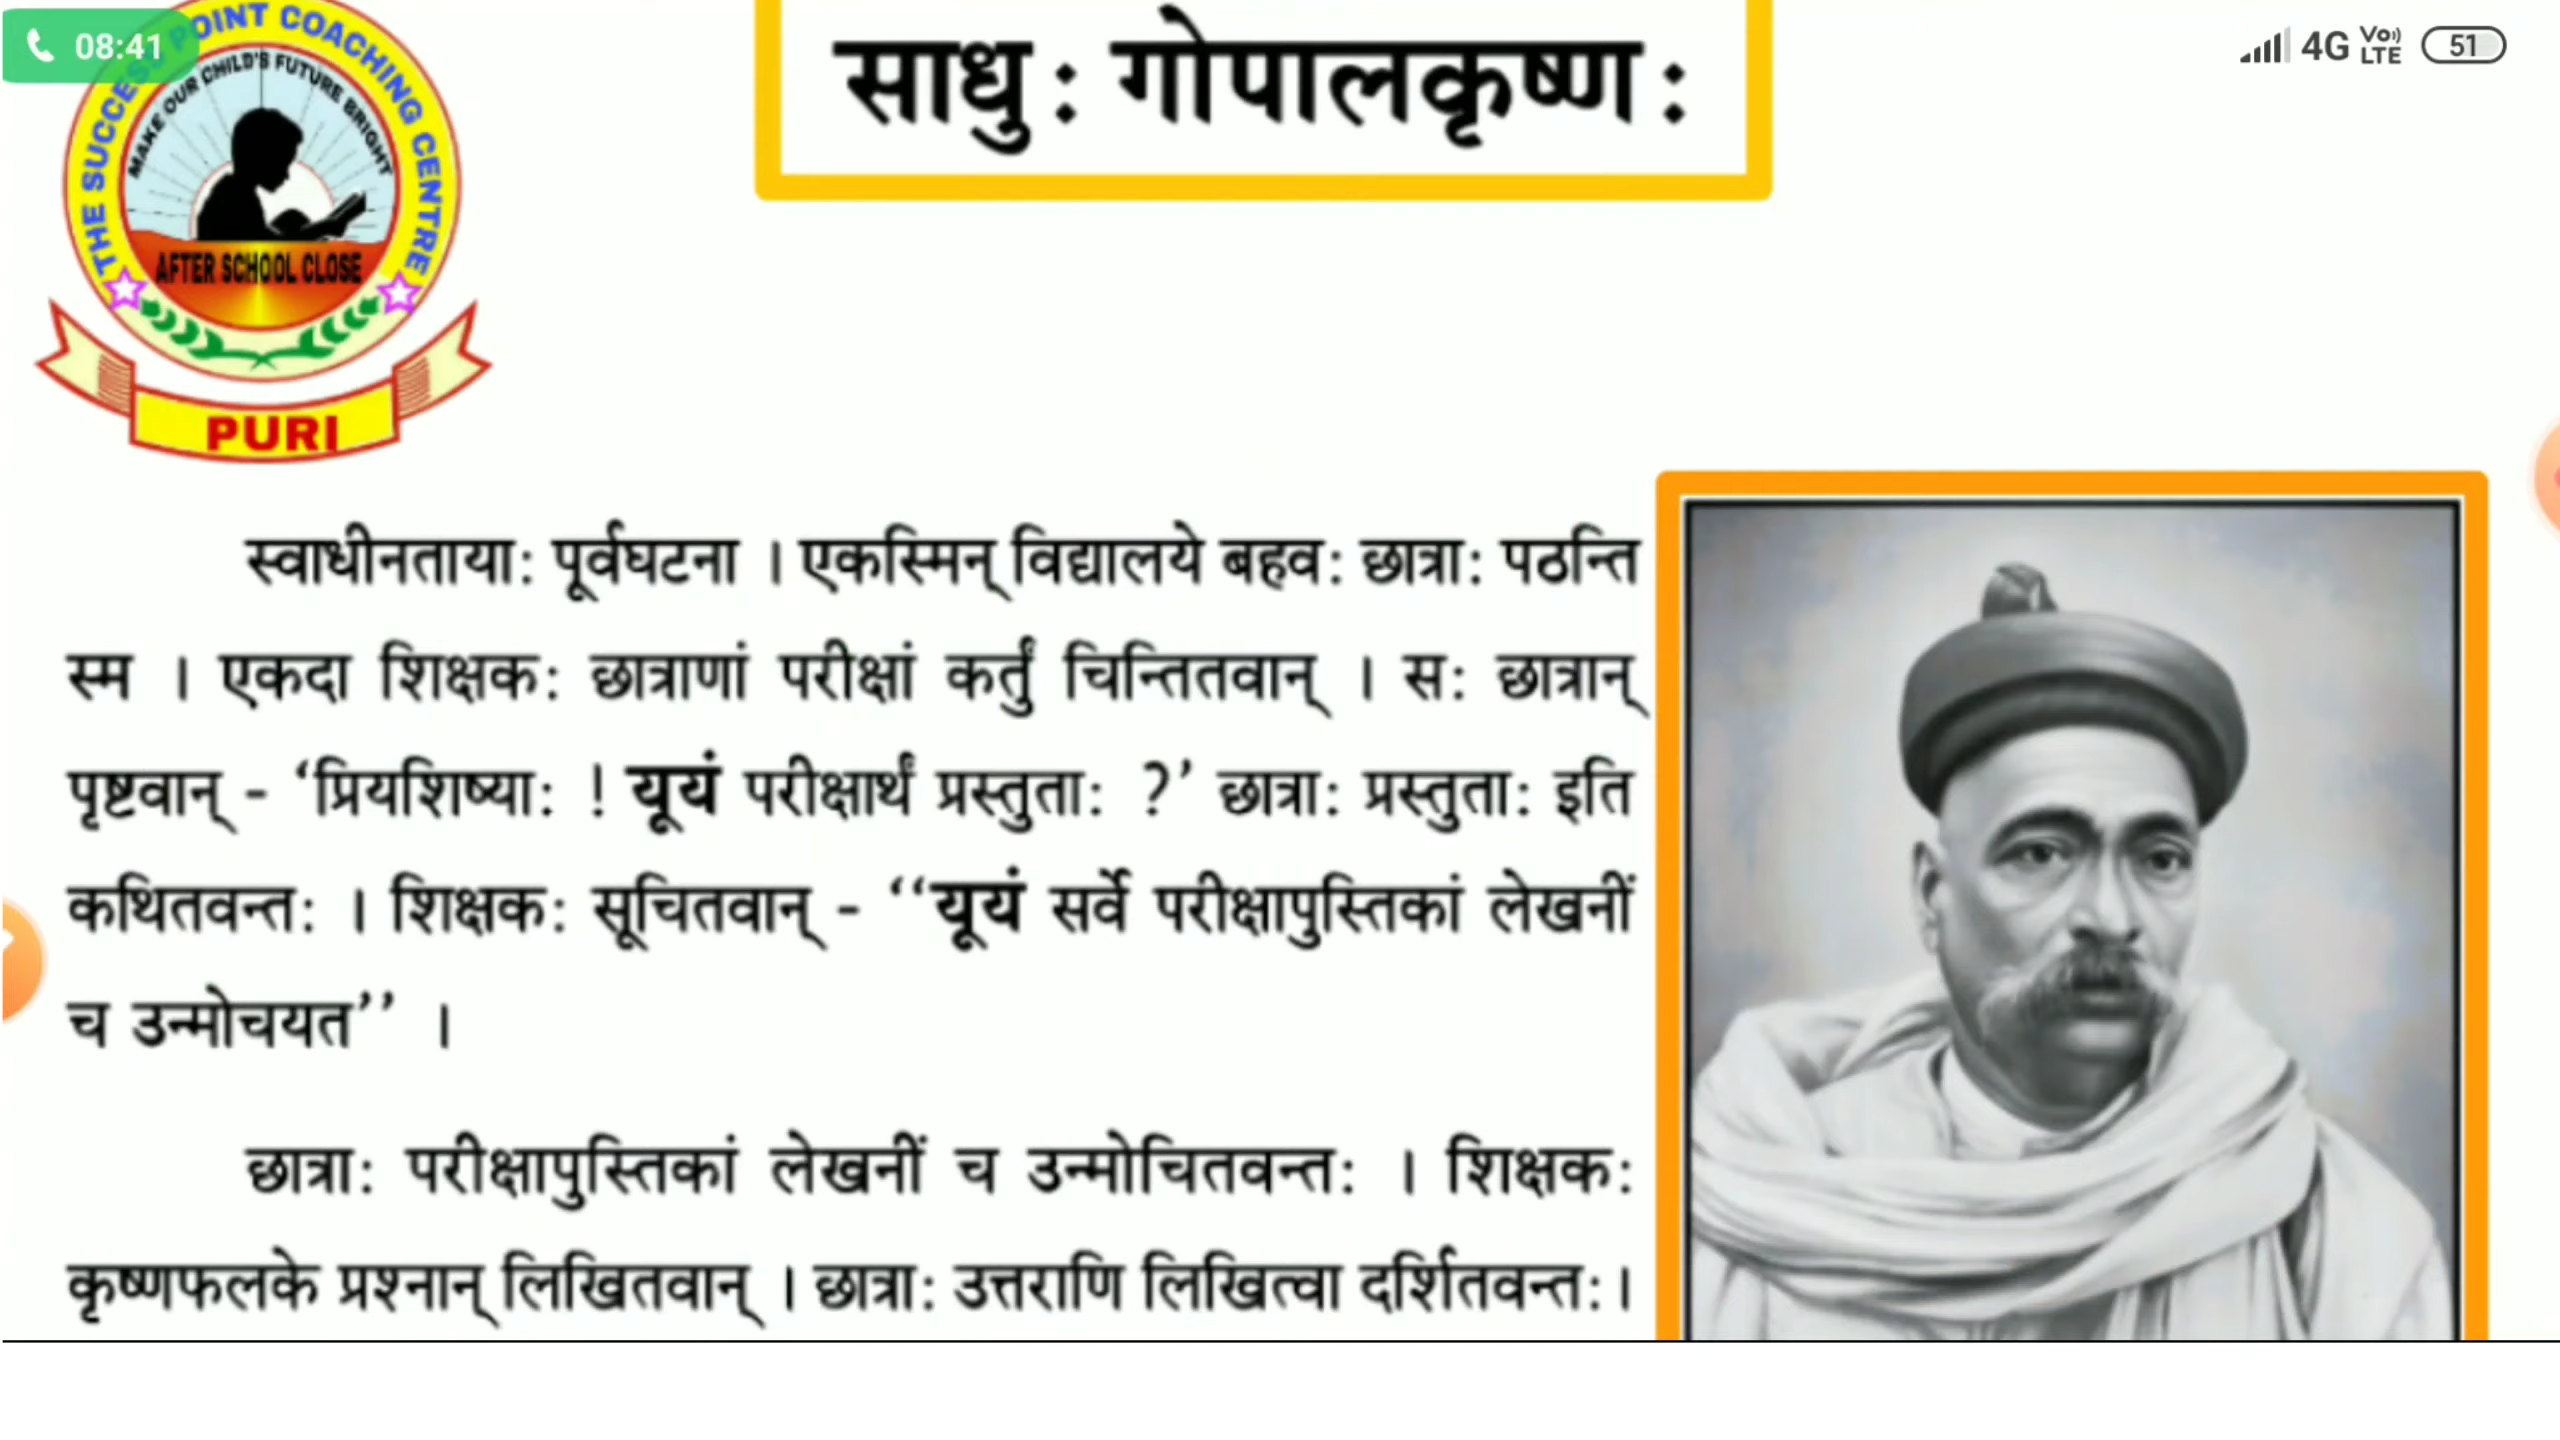 08:41
4G Vo)) LTE 51
THE SUCCESS POINT COACHING CENTRE
MAKE OUR CHILD'S FUTURE BRIGHT
AFTER SCHOOL CLOSE
PURI
साधु : गोपालकृष्ण :
स्वाधीनतायाः पूर्वघटना । एकस्मिन् विद्यालये बहवः छात्राः पठन्ति
स्म । एकदा शिक्षकः छात्राणां परीक्षां कर्तुं चिन्तितवान् । सः छात्रान्
पृष्टवान् - ‘प्रियशिष्याः ! यूयं परीक्षार्थं प्रस्तुताः ?’ छात्राः प्रस्तुताः इति
कथितवन्तः । शिक्षकः सूचितवान् - ‘‘यूयं सर्वे परीक्षापुस्तिकां लेखनीं
च उन्मोचयत’’ ।
छात्राः परीक्षापुस्तिकां लेखनीं च उन्मोचितवन्तः । शिक्षकः
कृष्णफलके प्रश्नान् लिखितवान् । छात्राः उत्तराणि लिखित्वा दर्शितवन्तः ।